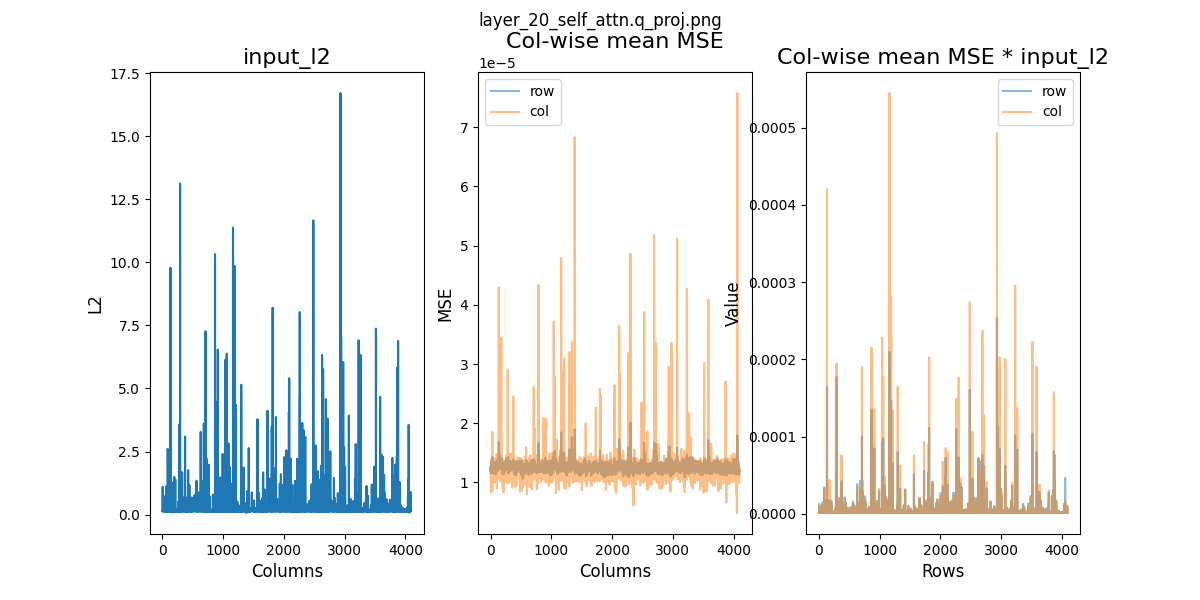 layer_20_self_attn.q_proj.png
input_l2
L2
17.5
15.0
12.5
10.0
7.5
5.0
2.5
0.0
0 1000 2000 3000 4000
Columns
Col-wise mean MSE
1e−5
row
col
MSE
7
6
5
4
3
2
1
0 1000 2000 3000 4000
Columns
Col-wise mean MSE * input_l2
row
col
Value
0.0005
0.0004
0.0003
0.0002
0.0001
0.0000
0 1000 2000 3000 4000
Rows